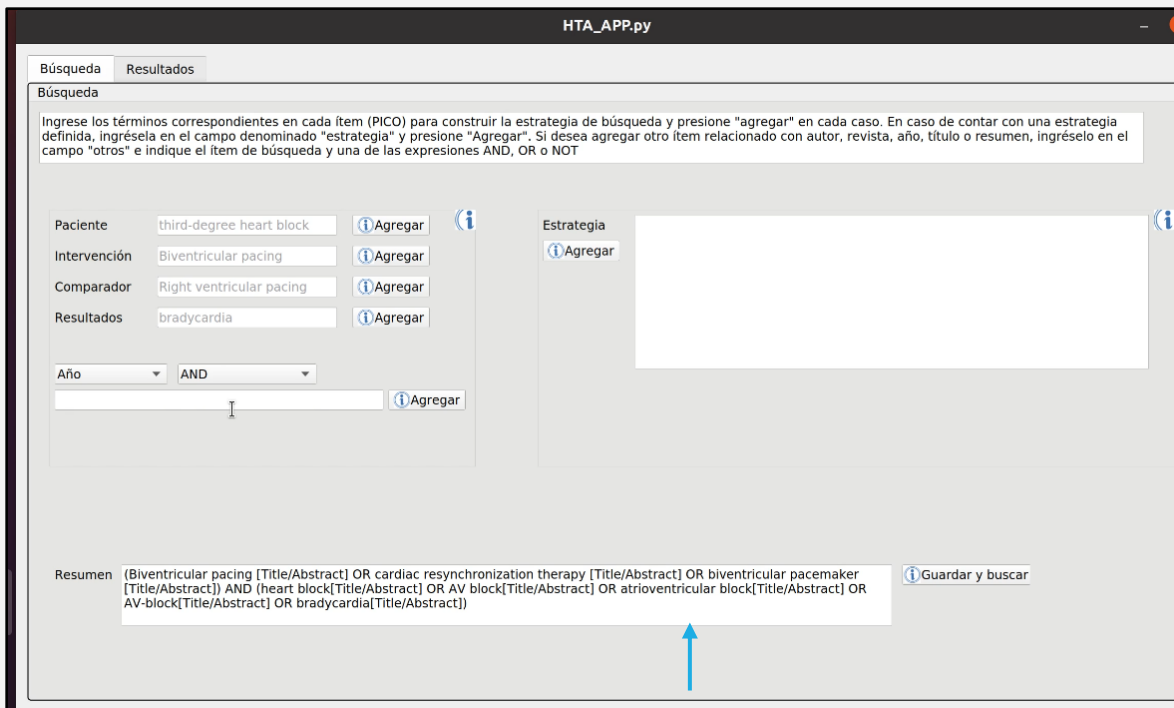 HTA_APP.py
Búsqueda Resultados
Búsqueda
Ingrese los términos correspondientes en cada ítem (PICO) para construir la estrategia de búsqueda y presione "agregar" en cada caso. En caso de contar con una estrategia
definida, ingrésela en el campo denominado "estrategia" y presione "Agregar". Si desea agregar otro ítem relacionado con autor, revista, año, título o resumen, ingréselo en el
campo "otros" e indique el ítem de búsqueda y una de las expresiones AND, OR o NOT
Paciente third-degree heart block Agregar
Intervención Biventricular pacing Agregar
Comparador Right ventricular pacing Agregar
Resultados bradycardia Agregar
Año AND
Agregar
Estrategia
Agregar
Resumen (Biventricular pacing [Title/Abstract] OR cardiac resynchronization therapy [Title/Abstract] OR biventricular pacemaker
[Title/Abstract]) AND (heart block[Title/Abstract] OR AV block[Title/Abstract] OR atrioventricular block[Title/Abstract] OR
AV-block[Title/Abstract] OR bradycardia[Title/Abstract])
Guardar y buscar